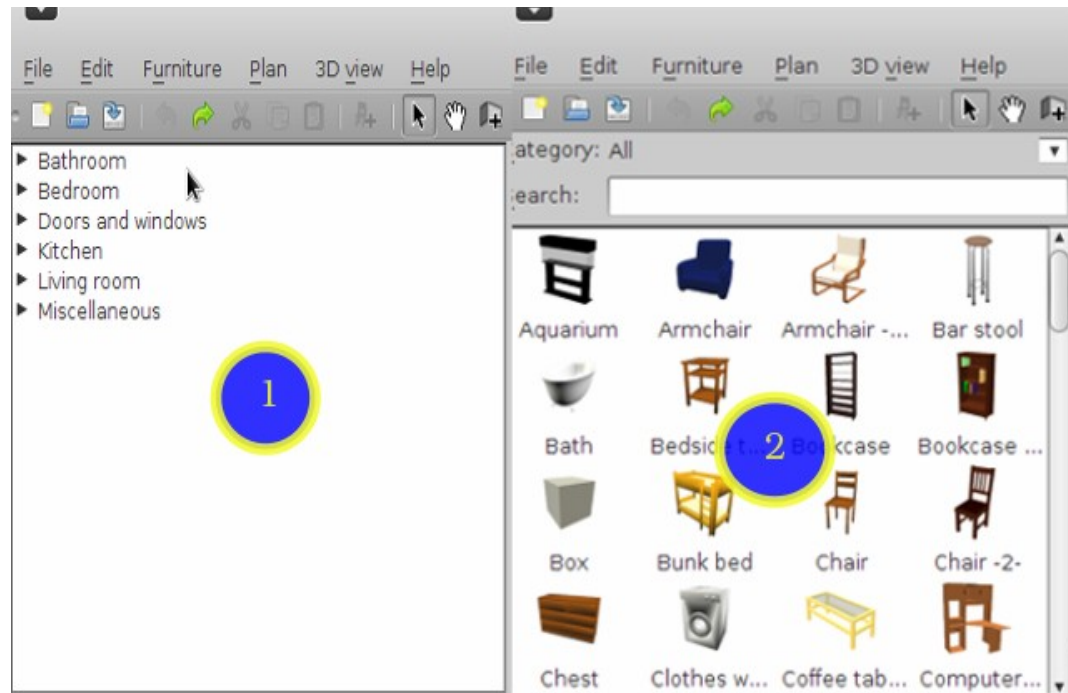 File Edit Furniture Plan 3D view Help
Bathroom
Bedroom
Doors and windows
Kitchen
Living room
Miscellaneous
1
File Edit Furniture Plan 3D view Help
ategory: All
earch:
Aquarium Armchair Armchair -... Bar stool
Bath Bedside t... Bookcase Bookcase ...
2
Box Bunk bed Chair Chair -2-
Chest Clothes w... Coffee tab... Computer...